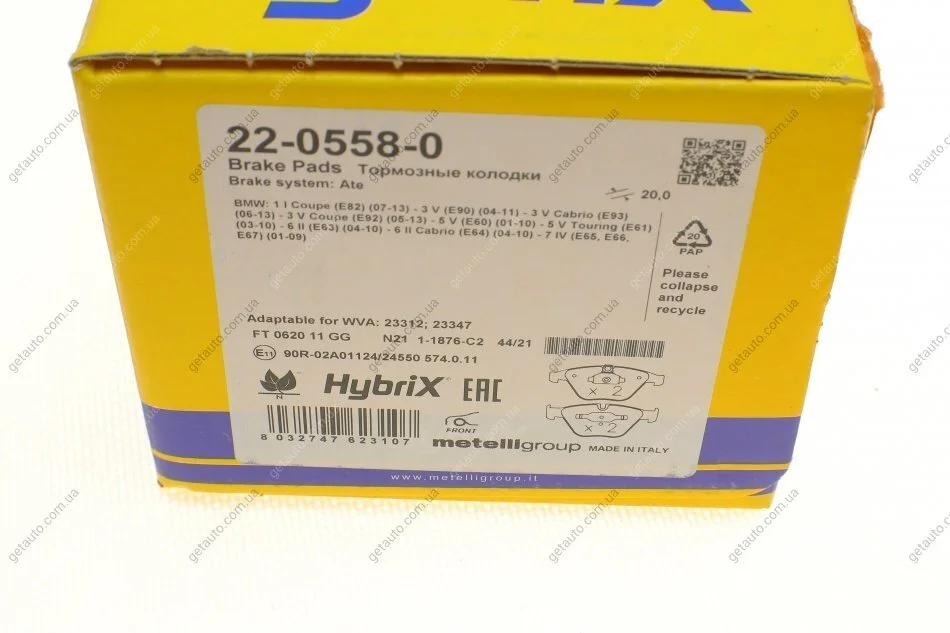 22-0558-0
Brake Pads Тормозные колодки
Brake system: Ate
20,0
BMW: 1 I Coupe (E82) (07-13) - 3 V (E90) (04-11) - 3 V Cabrio (E93)
(06-13) - 3 V Coupe (E92) (05-13) - 5 V (E60) (01-10) - 5 V Touring (E61)
(03-10) - 6 II (E63) (04-10) - 6 II Cabrio (E64) (04-10) - 7 IV (E65, E66,
E67) (01-09)
20
PAP
Please
collapse
and
recycle
Adaptable for WVA: 23312; 23347
FT 0620 11 GG N21 1-1876-C2 44/21
E11 90R-02A01124/24550 574.0.11
N
HybriX EAC
x 2
x 2
8 032747 623107
FRONT
metelligroup MADE IN ITALY
www.metelligroup.it
getauto.com.ua